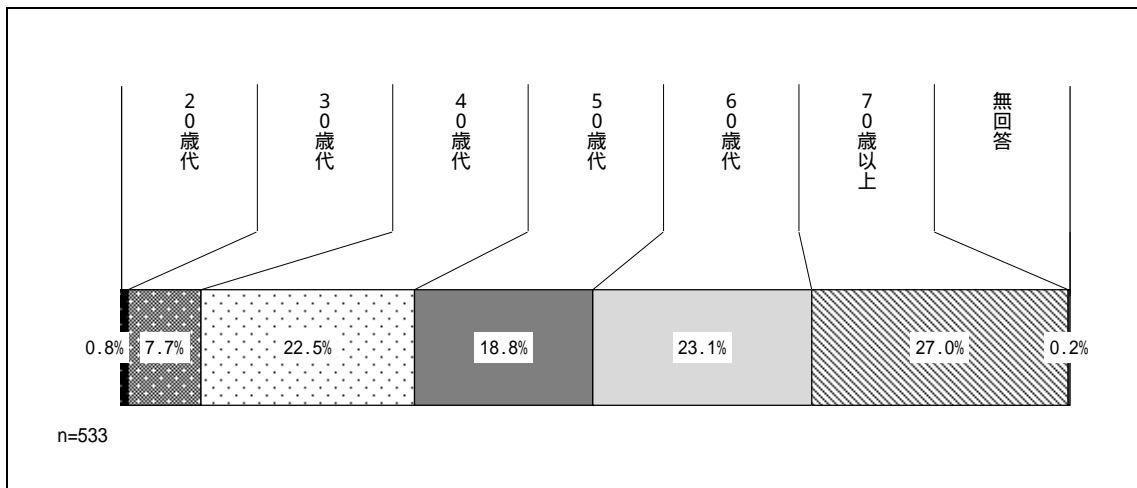 20歳代
30歳代
40歳代
50歳代
60歳代
70歳以上
無回答
0.8%
7.7%
22.5%
18.8%
23.1%
27.0%
0.2%
n=533